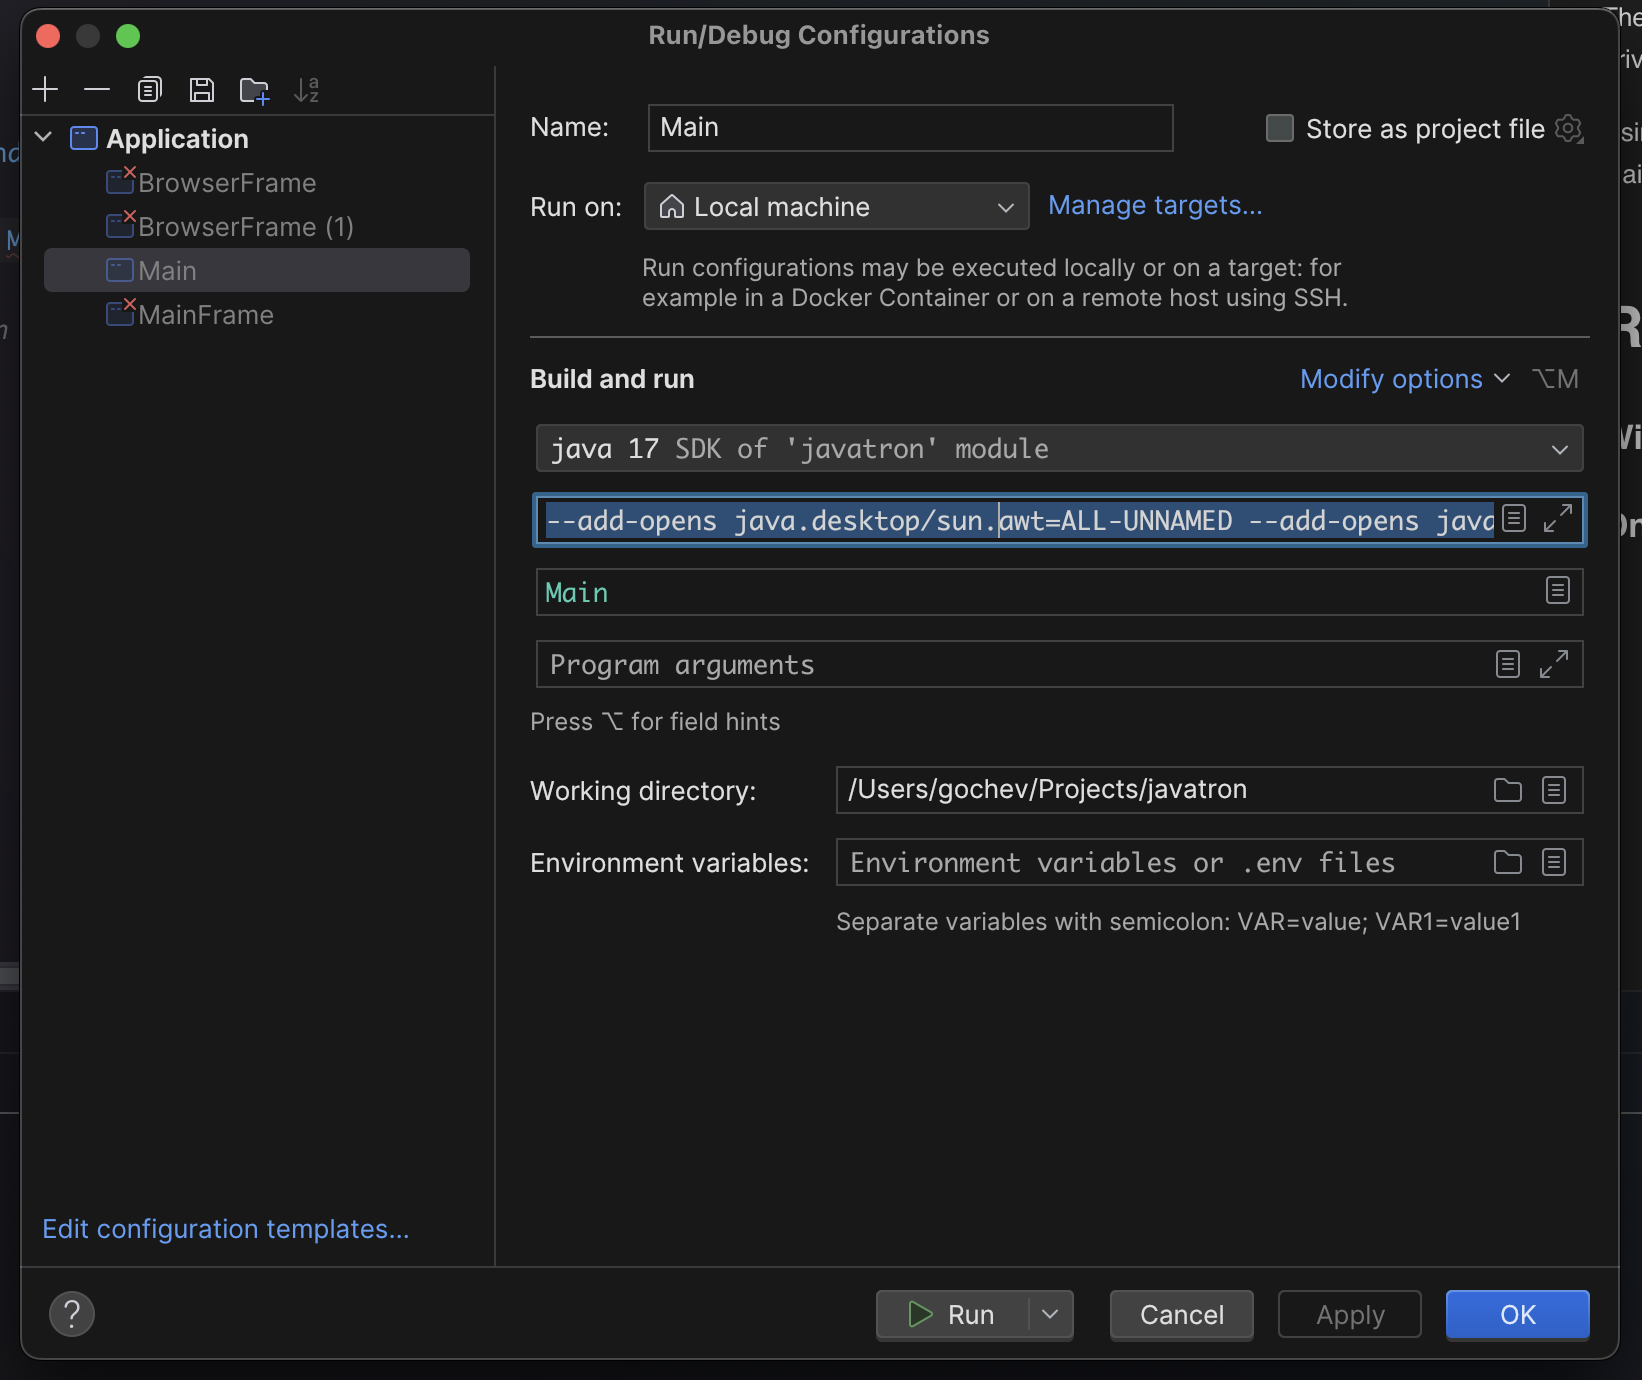 Run/Debug Configurations
Application
BrowserFrame
BrowserFrame (1)
Main
MainFrame
Edit configuration templates...
Name:
Main
Store as project file
Run on:
Local machine
Manage targets...
Run configurations may be executed locally or on a target: for
example in a Docker Container or on a remote host using SSH.
Build and run
Modify options
⌥M
java 17 SDK of 'javatron' module
--add-opens java.desktop/sun.awt=ALL-UNNAMED --add-opens java
Main
Program arguments
Press ⌥ for field hints
Working directory:
/Users/gochev/Projects/javatron
Environment variables:
Environment variables or .env files
Separate variables with semicolon: VAR=value; VAR1=value1
?
Run
Cancel
Apply
OK